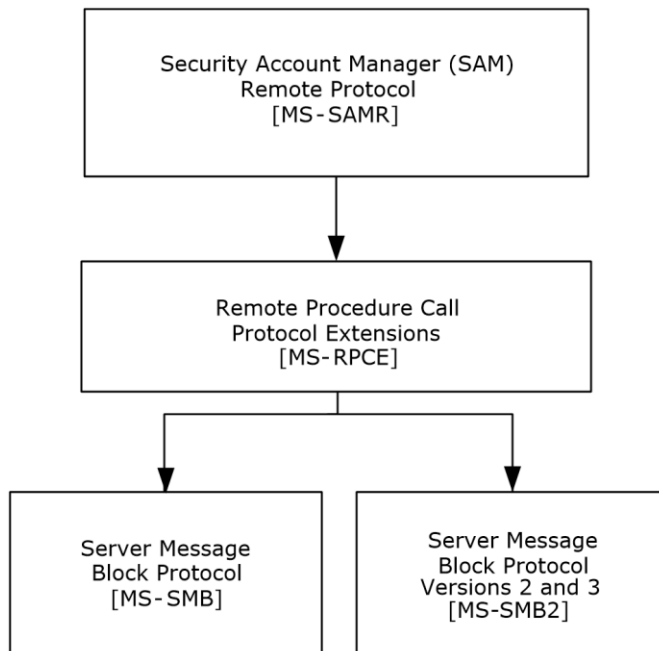 Security Account Manager (SAM)
Remote Protocol
[MS-SAMR]
Remote Procedure Call
Protocol Extensions
[MS-RPCE]
Server Message
Block Protocol
[MS-SMB]
Server Message
Block Protocol
Versions 2 and 3
[MS-SMB2]